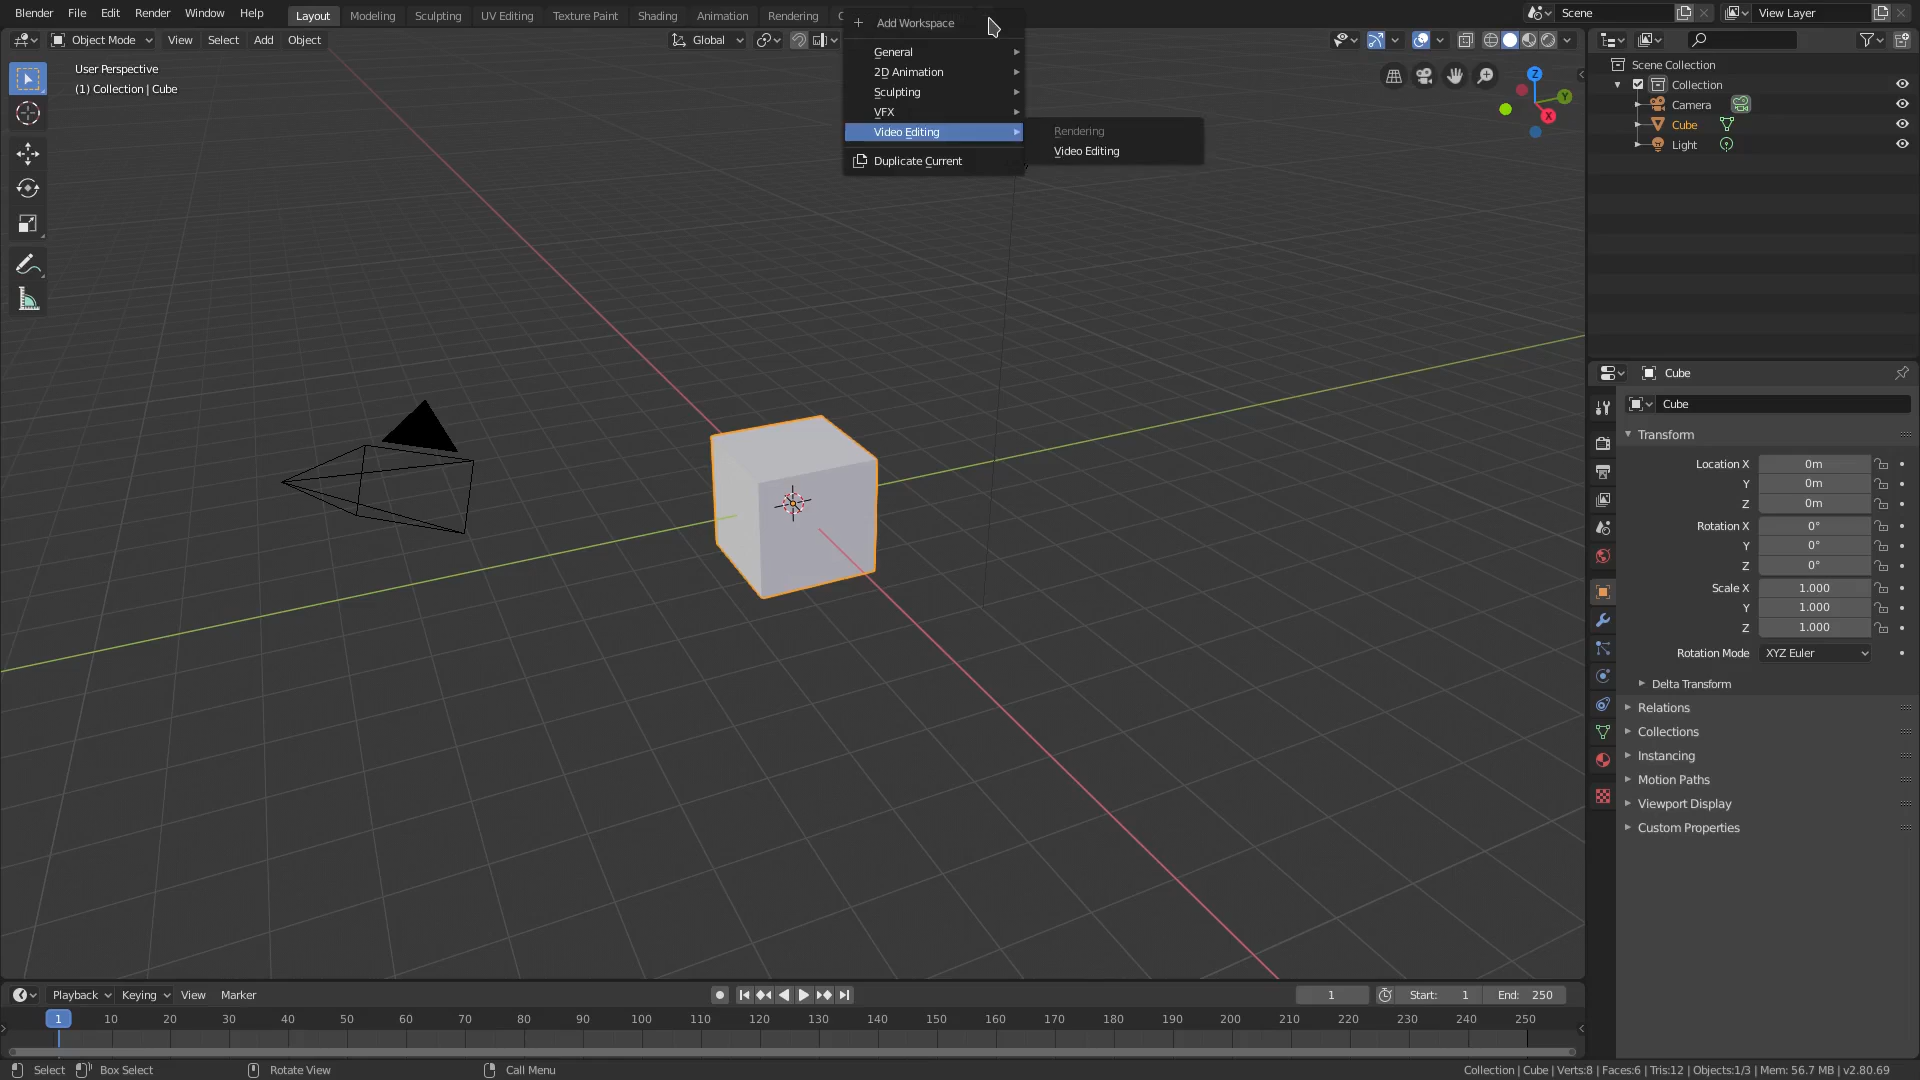 Blender File Edit Render Window Help Layout Modeling Sculpting UV Editing Texture Paint Shading Animation Rendering Scene View Layer
Add Workspace
General
2D Animation
Sculpting
VFX
Video Editing
Duplicate Current
Rendering
Video Editing
Object Mode View Select Add Object Global
User Perspective
(1) Collection | Cube
Z
Y
X
Scene Collection
Collection
Camera
Cube
Light
Cube
Cube
Transform
Location X 0m
Y 0m
Z 0m
Rotation X 0°
Y 0°
Z 0°
Scale X 1.000
Y 1.000
Z 1.000
Rotation Mode XYZ Euler
Delta Transform
Relations
Collections
Instancing
Motion Paths
Viewport Display
Custom Properties
Playback Keying View Marker 1 Start: 1 End: 250
1 10 20 30 40 50 60 70 80 90 100 110 120 130 140 150 160 170 180 190 200 210 220 230 240 250
Select Box Select Rotate View Call Menu Collection | Cube | Verts:8 | Faces:6 | Tris:12 | Objects:1/3 | Mem: 56.7 MB | v2.80.69